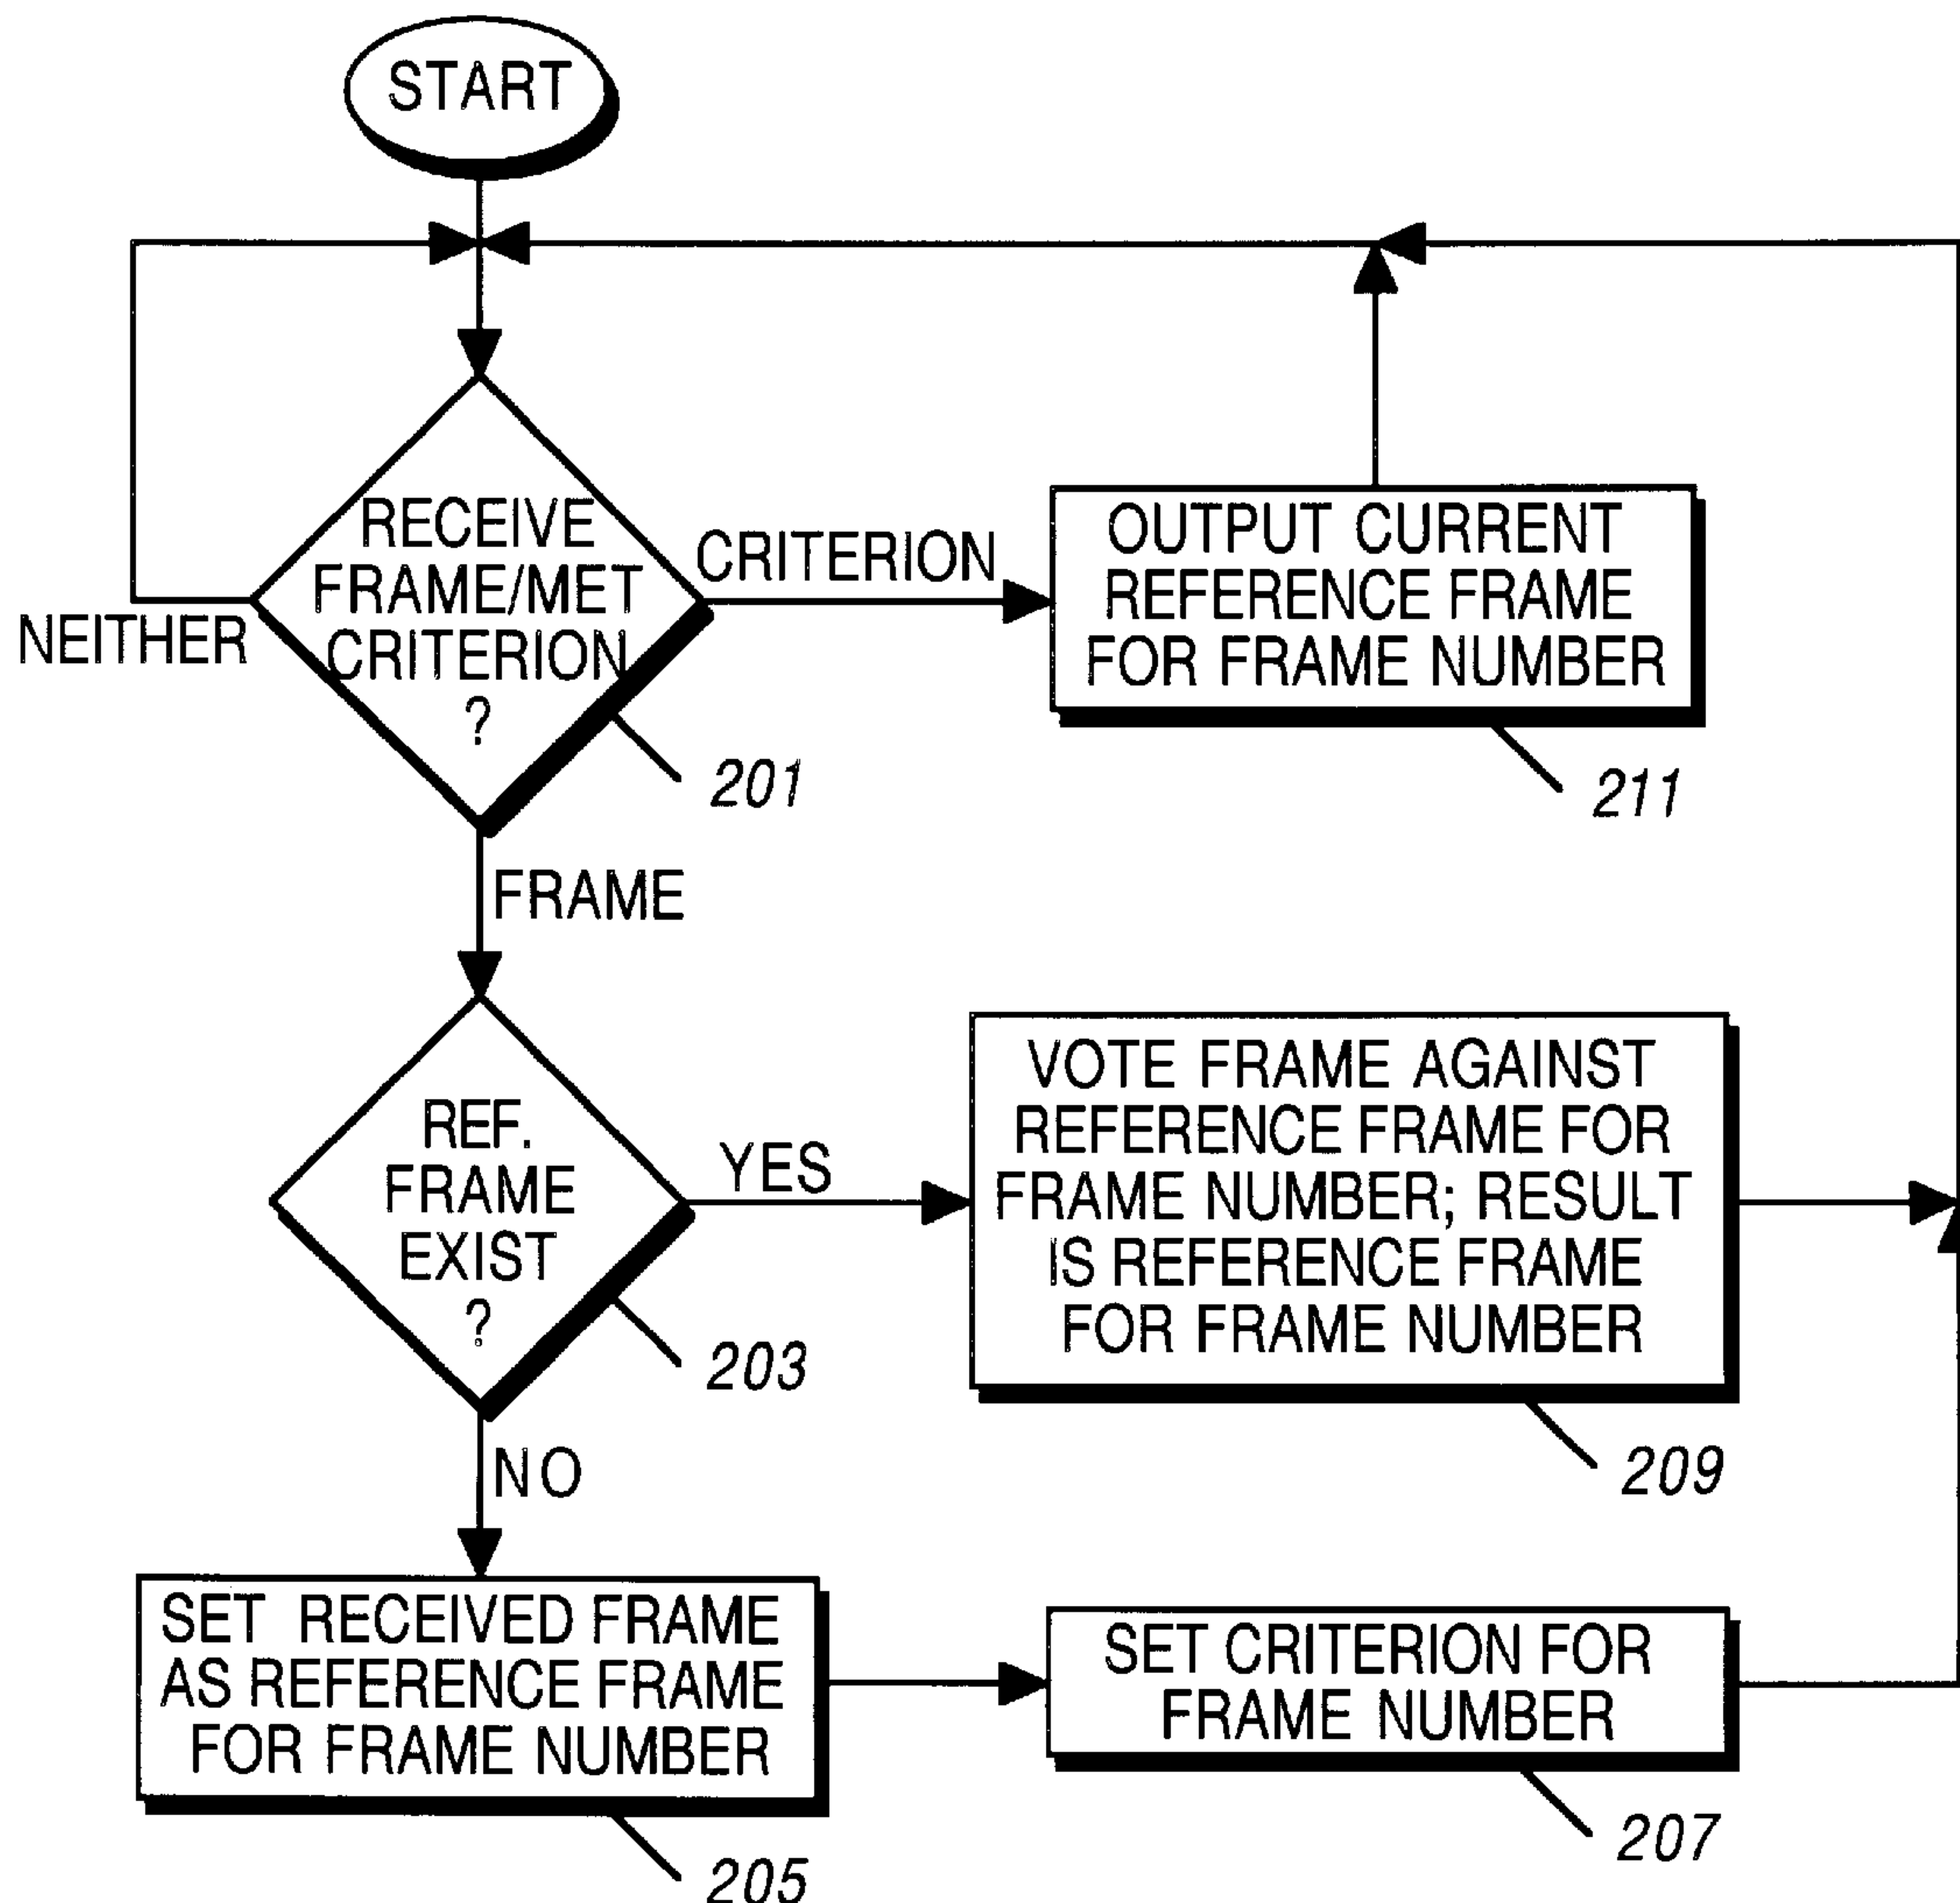 START
RECEIVE
FRAME/MET
CRITERION
?
NEITHER
CRITERION
201
OUTPUT CURRENT
REFERENCE FRAME
FOR FRAME NUMBER
211
FRAME
REF.
FRAME
EXIST
?
YES
203
VOTE FRAME AGAINST
REFERENCE FRAME FOR
FRAME NUMBER; RESULT
IS REFERENCE FRAME
FOR FRAME NUMBER
209
NO
SET RECEIVED FRAME
AS REFERENCE FRAME
FOR FRAME NUMBER
205
SET CRITERION FOR
FRAME NUMBER
207